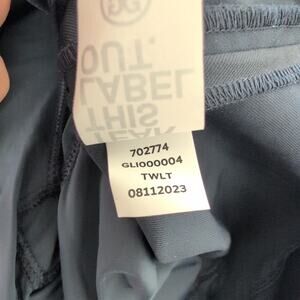 TEAR
THIS
LABEL
OUT.
702774
GLI000004
TWLT
08112023